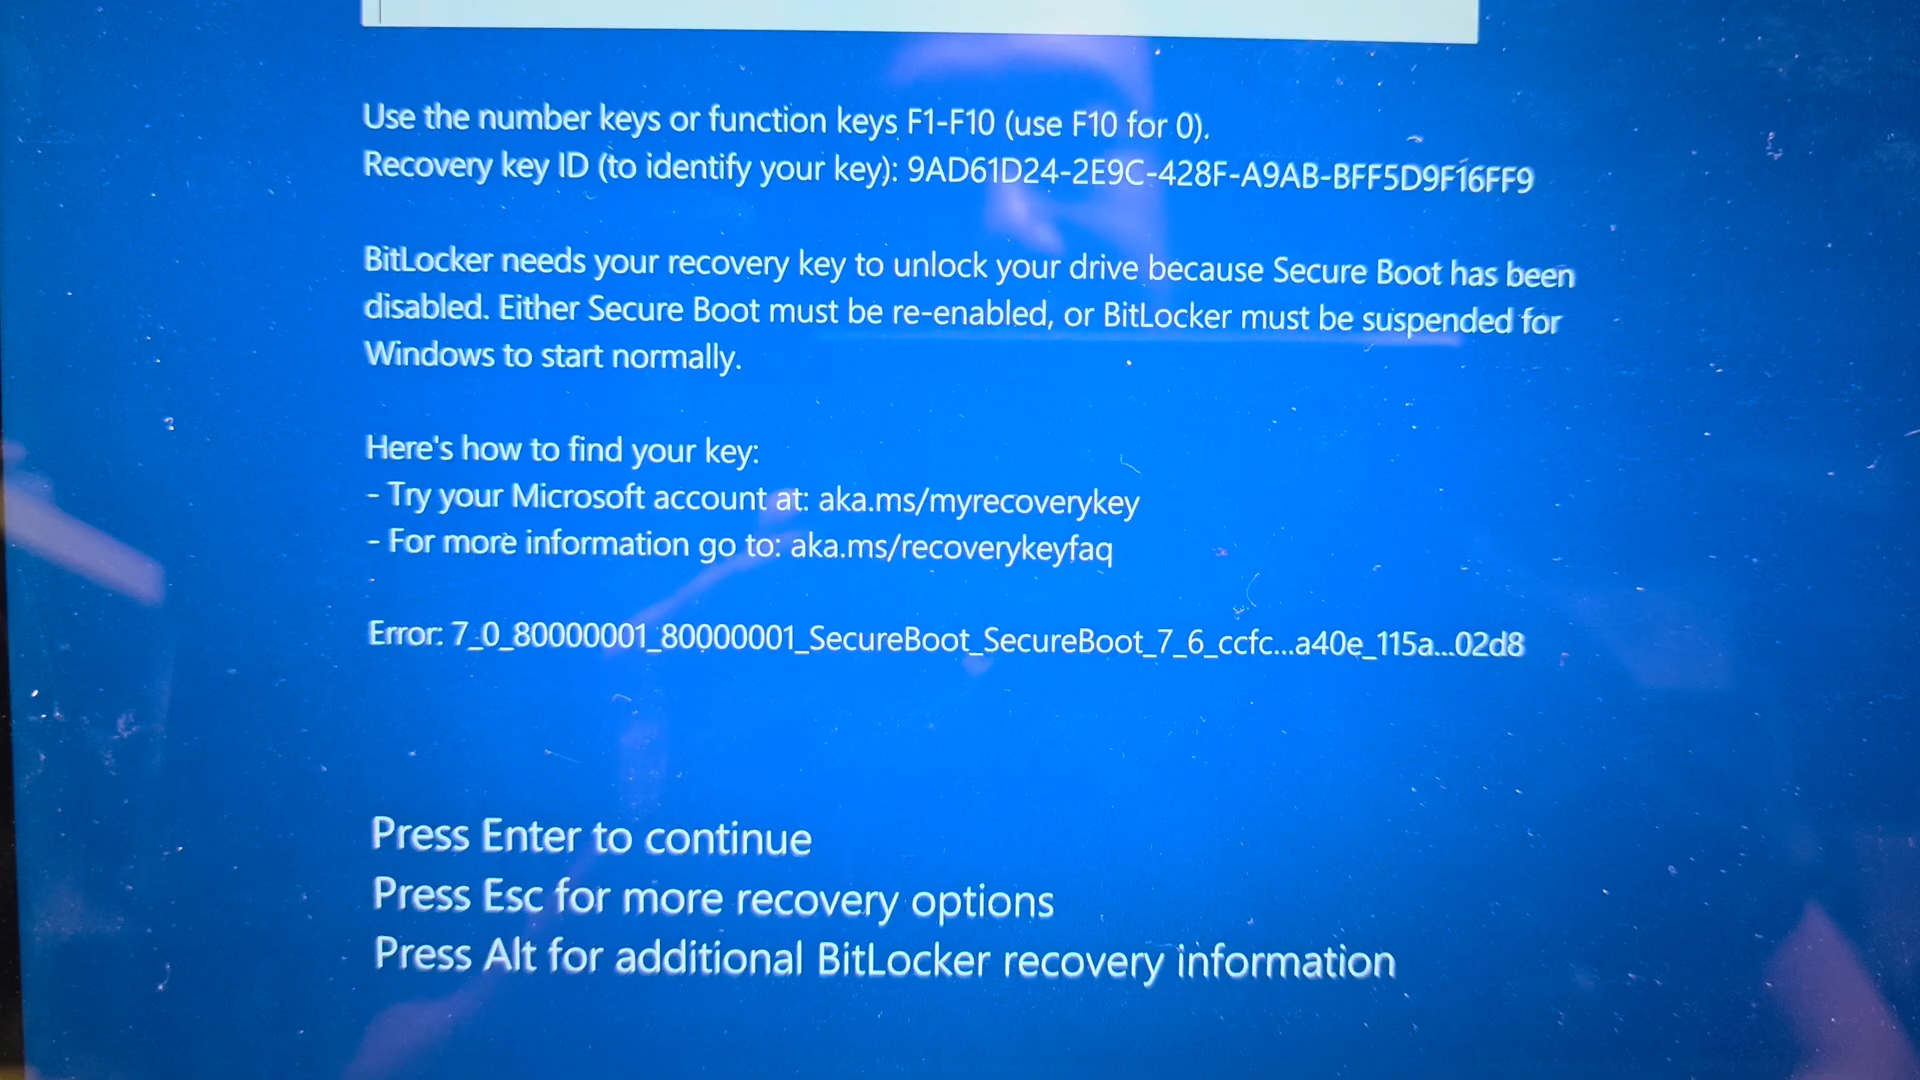 Use the number keys or function keys F1-F10 (use F10 for 0).
Recovery key ID (to identify your key): 9AD61D24-2E9C-428F-A9AB-BFF5D9F16FF9
BitLocker needs your recovery key to unlock your drive because Secure Boot has been
disabled. Either Secure Boot must be re-enabled, or BitLocker must be suspended for
Windows to start normally.
Here's how to find your key:
- Try your Microsoft account at: aka.ms/myrecoverykey
- For more information go to: aka.ms/recoverykeyfaq
Error: 7_0_80000001_80000001_SecureBoot_SecureBoot_7_6_ccfc...a40e_115a...02d8
Press Enter to continue
Press Esc for more recovery options
Press Alt for additional BitLocker recovery information